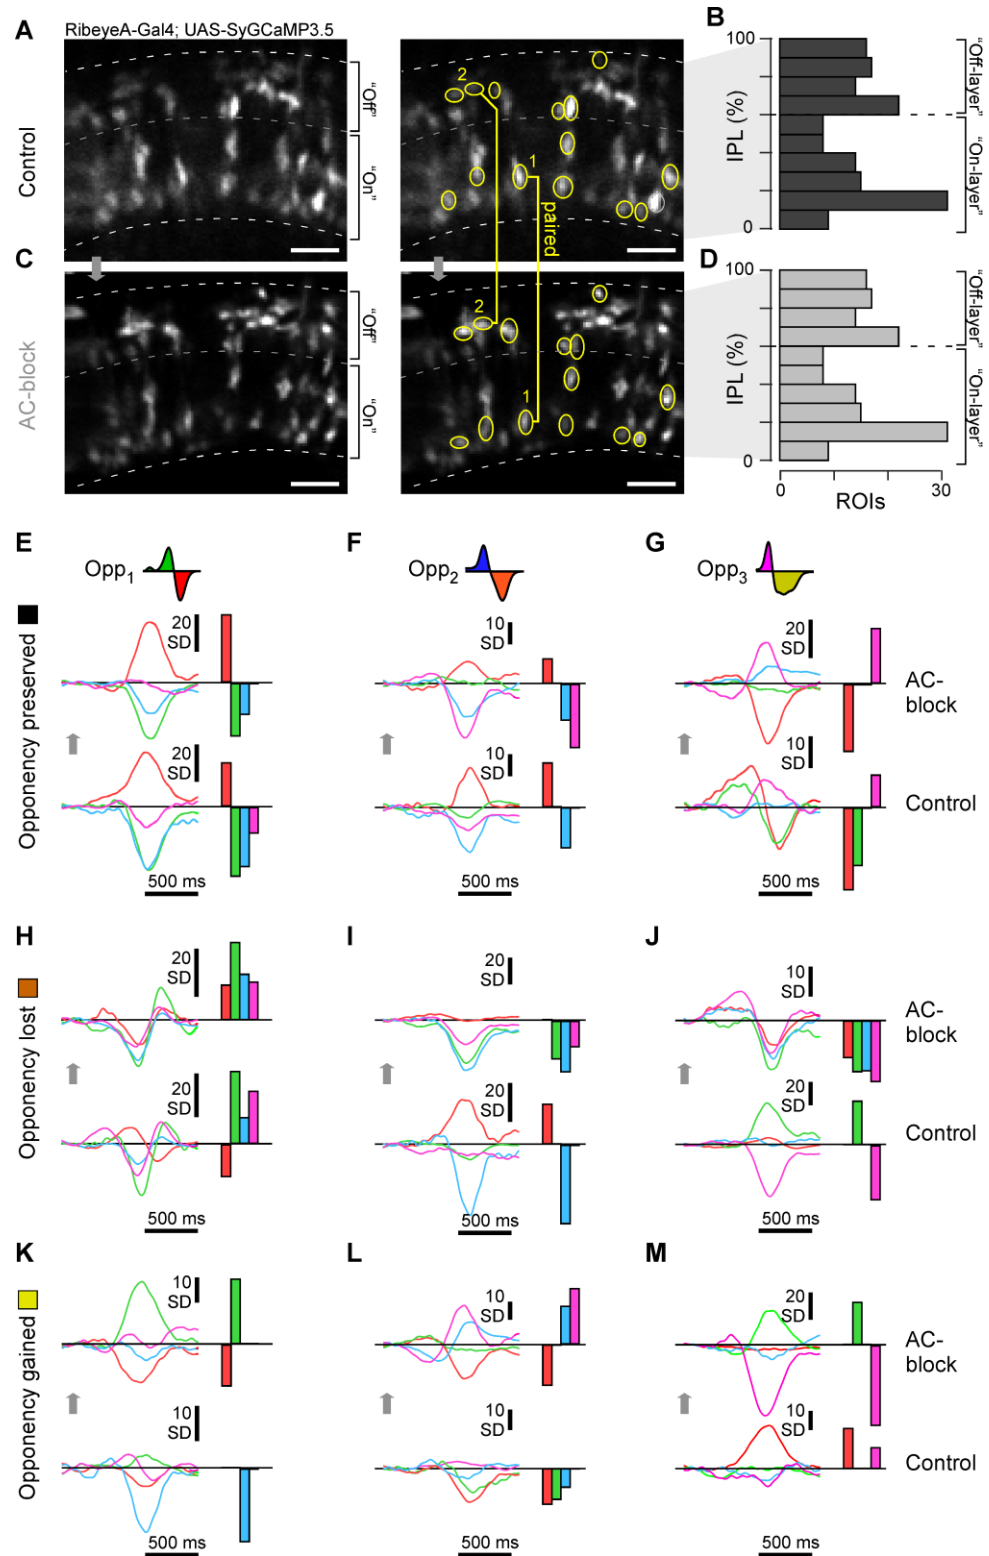 A
RibeyeA-Gal4; UAS-SyGCaMP3.5
Control
"Off"
"On"
2
1
paired
B
100
IPL (%)
0
"Off-layer"
"On-layer"
C
AC-block
"Off"
"On"
2
1
D
100
IPL (%)
0
"Off-layer"
"On-layer"
0
30
ROIs
E
Opp1
F
Opp2
G
Opp3
Opponency preserved
20
SD
10
SD
20
SD
AC-
block
20
SD
10
SD
10
SD
Control
500 ms
500 ms
500 ms
H
I
J
Opponency lost
20
SD
20
SD
10
SD
AC-
block
20
SD
20
SD
20
SD
Control
500 ms
500 ms
500 ms
K
L
M
Opponency gained
10
SD
10
SD
20
SD
AC-
block
10
SD
10
SD
10
SD
Control
500 ms
500 ms
500 ms